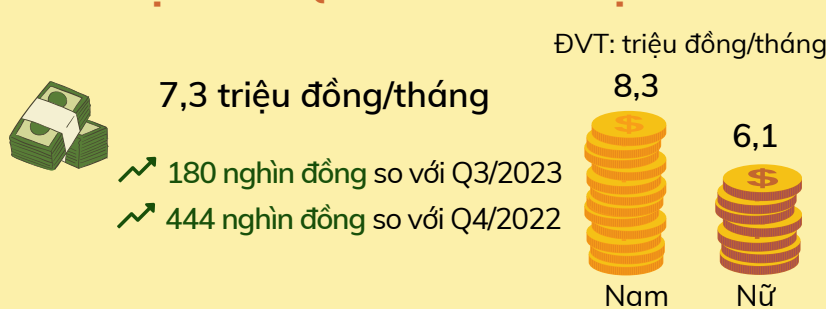 ĐVT: triệu đồng/tháng
7,3 triệu đồng/tháng
180 nghìn đồng so với Q3/2023
444 nghìn đồng so với Q4/2022
8,3
6,1
Nam
Nữ